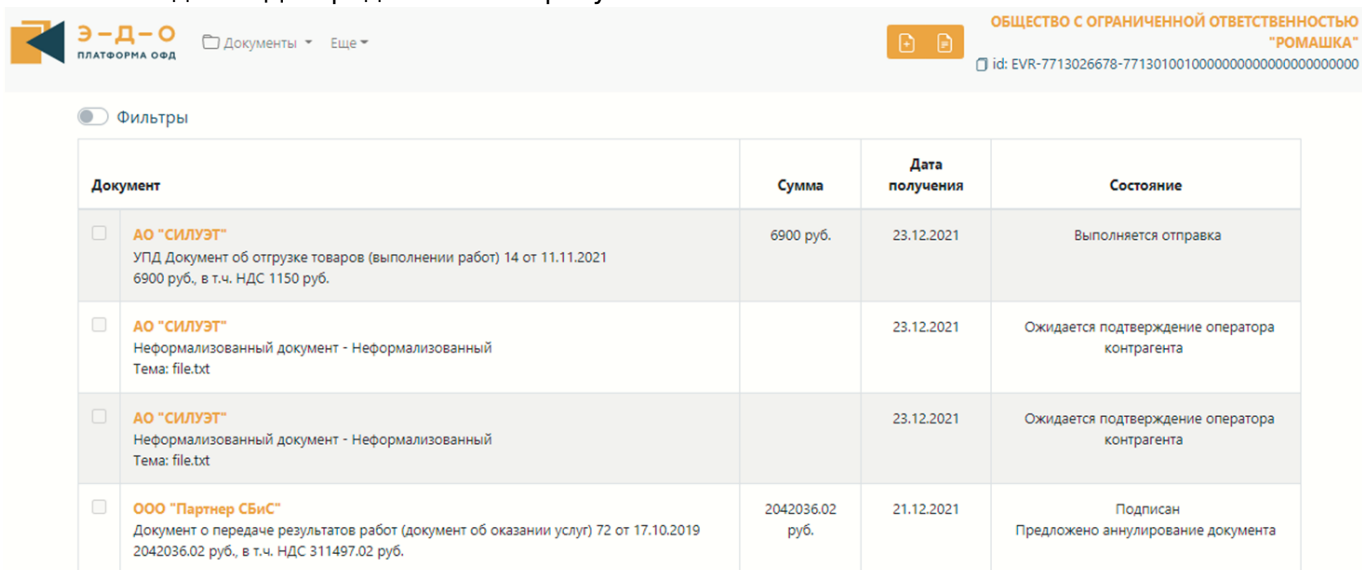 Э – Д – О
ПЛАТФОРМА ОФД
Документы
Еще
ОБЩЕСТВО С ОГРАНИЧЕННОЙ ОТВЕТСТВЕННОСТЬЮ
"РОМАШКА"
id: EVR-7713026678-771301001000000000000000000000
Фильтры
Документ
Сумма
Дата
получения
Состояние
АО "СИЛУЭТ"
УПД Документ об отгрузке товаров (выполнении работ) 14 от 11.11.2021
6900 руб., в т.ч. НДС 1150 руб.
6900 руб.
23.12.2021
Выполняется отправка
АО "СИЛУЭТ"
Неформализованный документ - Неформализованный
Тема: file.txt
23.12.2021
Ожидается подтверждение оператора
контрагента
АО "СИЛУЭТ"
Неформализованный документ - Неформализованный
Тема: file.txt
23.12.2021
Ожидается подтверждение оператора
контрагента
ООО "Партнер СБиС"
Документ о передаче результатов работ (документ об оказании услуг) 72 от 17.10.2019
2042036.02 руб., в т.ч. НДС 311497.02 руб.
2042036.02
руб.
21.12.2021
Подписан
Предложено аннулирование документа